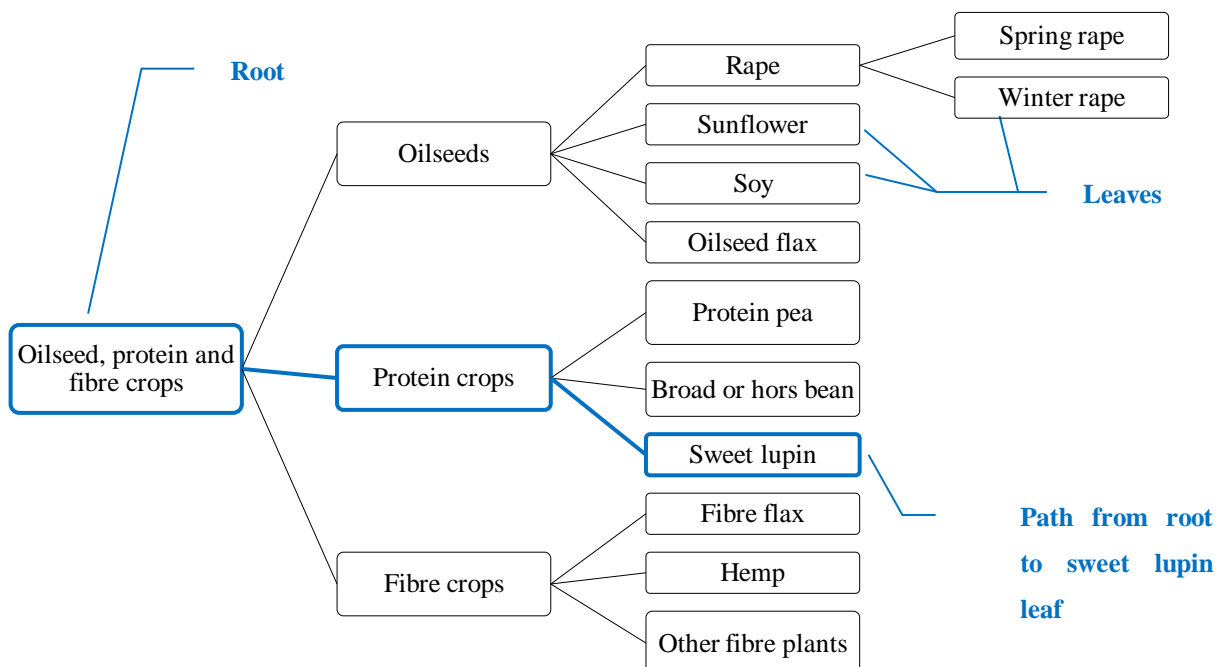 Root
Spring rape
Rape
Winter rape
Sunflower
Oilseeds
Soy
Leaves
Oilseed flax
Protein pea
Oilseed, protein and
fibre crops
Protein crops
Broad or hors bean
Sweet lupin
Fibre flax
Path from root
to sweet lupin
leaf
Hemp
Fibre crops
Other fibre plants